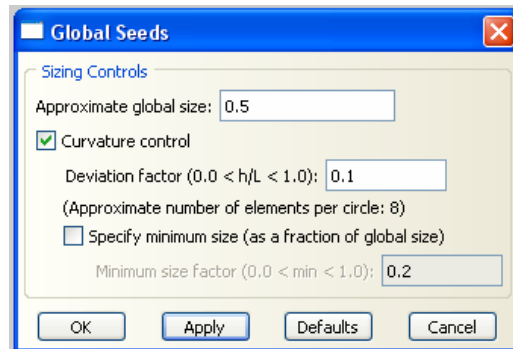 Global Seeds
Sizing Controls
Approximate global size: 0.5
Curvature control
Deviation factor (0.0 < h/L < 1.0): 0.1
(Approximate number of elements per circle: 8)
Specify minimum size (as a fraction of global size)
Minimum size factor (0.0 < min < 1.0): 0.2
OK Apply Defaults Cancel